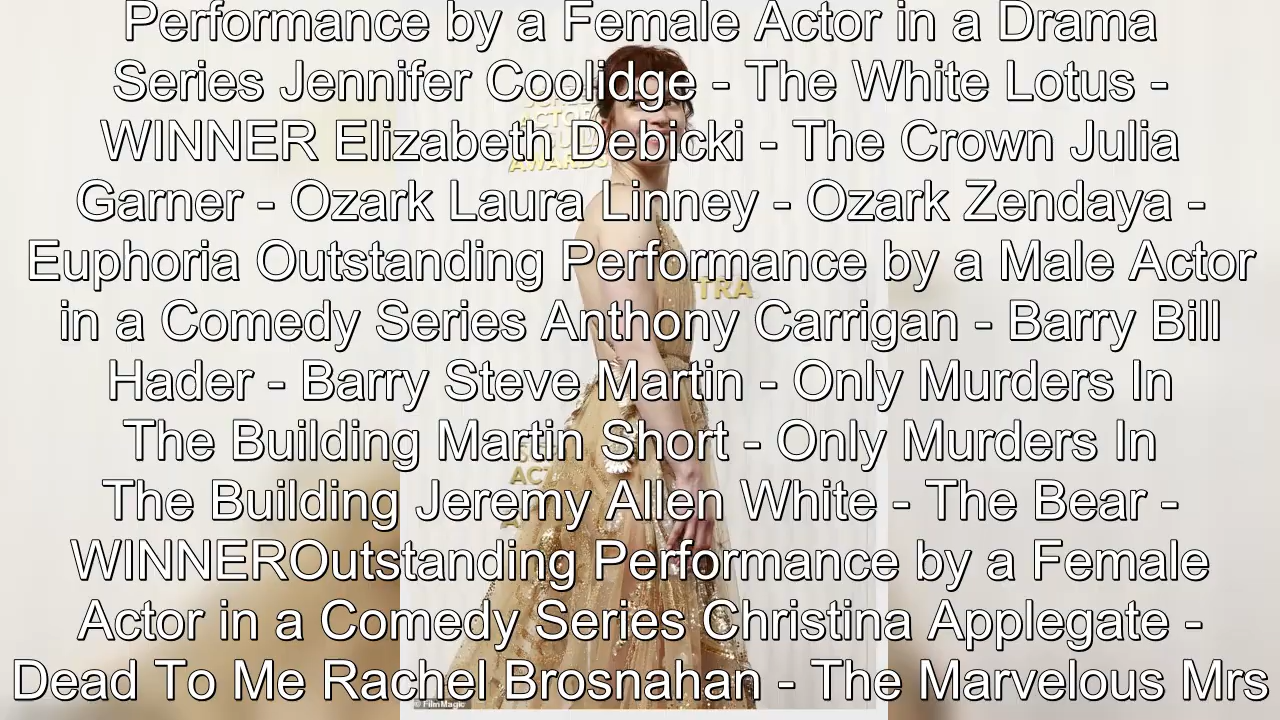 Performance by a Female Actor in a Drama
Series Jennifer Coolidge - The White Lotus -
WINNER Elizabeth Debicki - The Crown Julia
Garner - Ozark Laura Linney - Ozark Zendaya -
Euphoria Outstanding Performance by a Male Actor
in a Comedy Series Anthony Carrigan - Barry Bill
Hader - Barry Steve Martin - Only Murders In
The Building Martin Short - Only Murders In
The Building Jeremy Allen White - The Bear -
WINNEROutstanding Performance by a Female
Actor in a Comedy Series Christina Applegate -
Dead To Me Rachel Brosnahan - The Marvelous Mrs
AWARDS
TRA
ACT
© FilmMagic